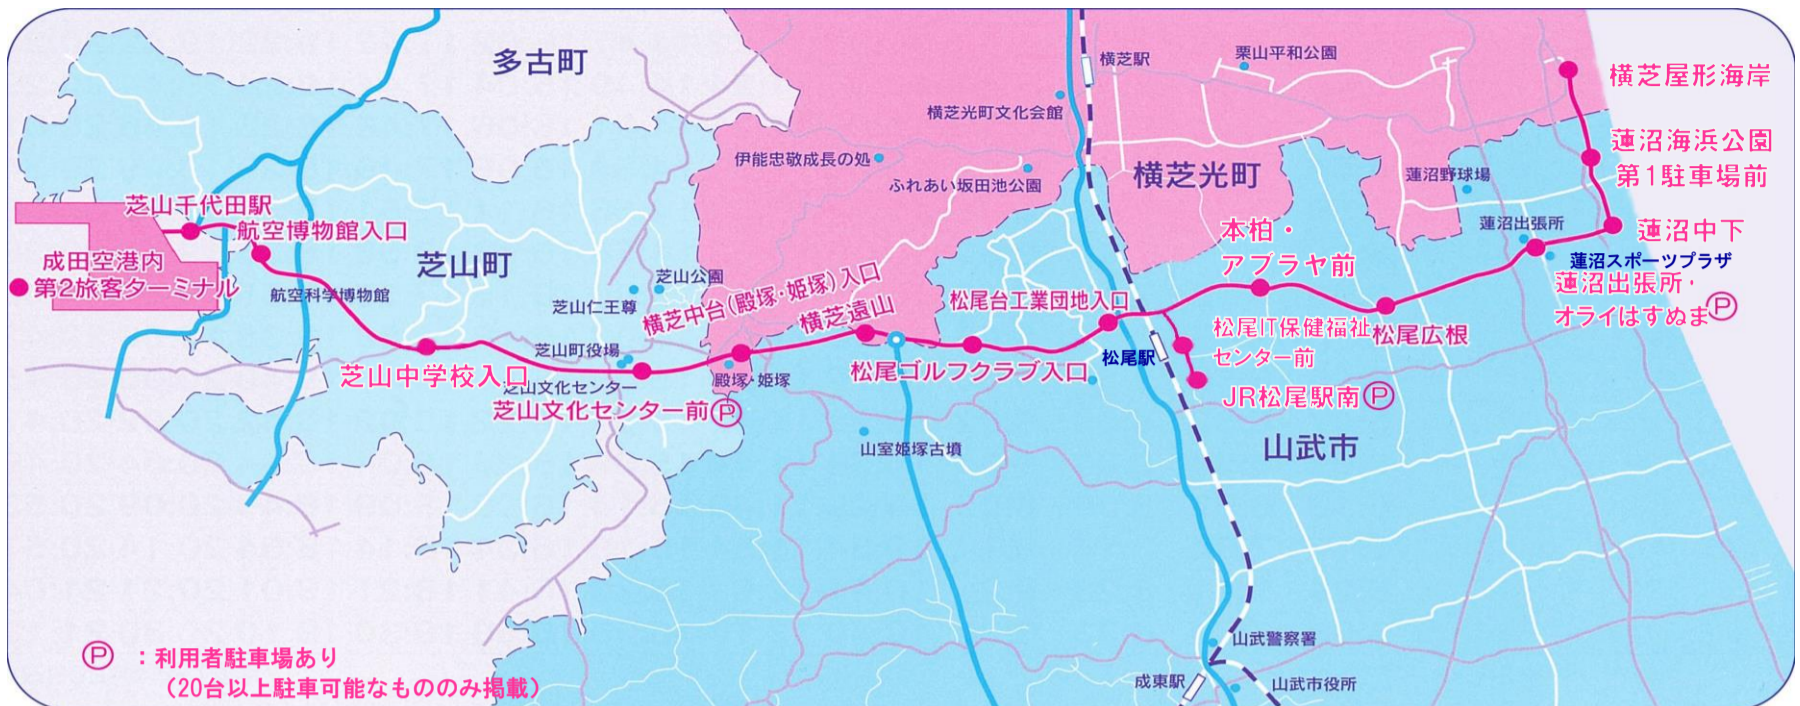 多古町
横芝駅
栗山平和公園
横芝屋形海岸
横芝光町文化会館
蓮沼海浜公園
第1駐車場前
伊能忠敬成長の処
ふれあい坂田池公園
横芝光町
蓮沼野球場
芝山千代田駅
航空博物館入口
本柏・
アブラヤ前
蓮沼出張所
蓮沼中下
成田空港内
第2旅客ターミナル
芝山町
芝山公園
蓮沼スポーツプラザ
航空科学博物館
芝山仁王尊
横芝中台(殿塚・姫塚)入口
横芝遠山
松尾台工業団地入口
蓮沼出張所・
オライはすぬまⓅ
松尾IT保健福祉
センター前
松尾広根
芝山町役場
松尾駅
芝山中学校入口
芝山文化センター
殿塚・姫塚
松尾ゴルフクラブ入口
芝山文化センター前Ⓟ
JR松尾駅南Ⓟ
山室姫塚古墳
山武市
山武警察署
成東駅
山武市役所
Ⓟ :利用者駐車場あり
(20台以上駐車可能なもののみ掲載)